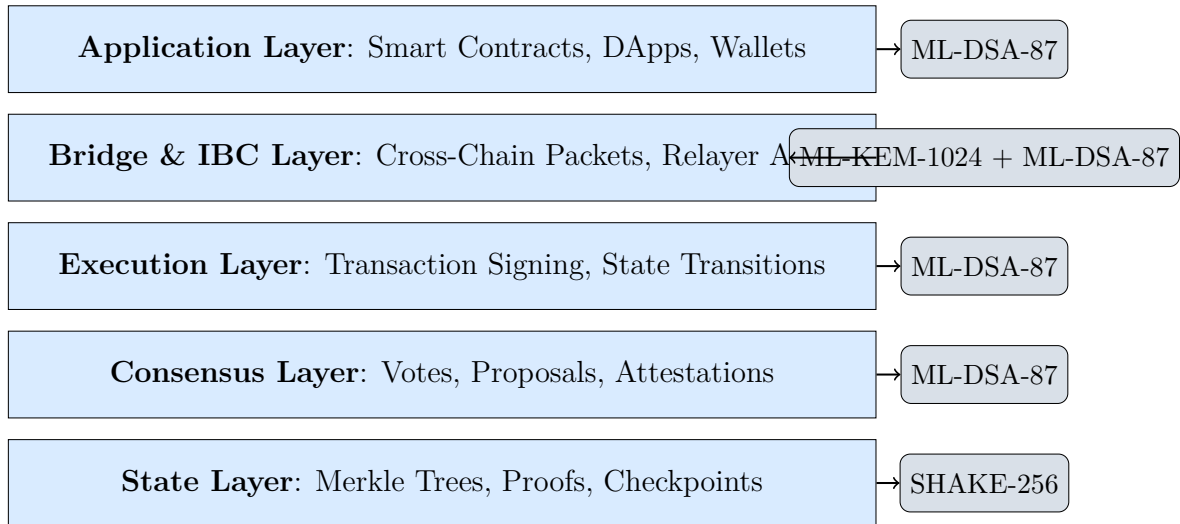 Application Layer: Smart Contracts, DApps, Wallets
ML-DSA-87
Bridge & IBC Layer: Cross-Chain Packets, Relayer A
ML-KEM-1024 + ML-DSA-87
Execution Layer: Transaction Signing, State Transitions
ML-DSA-87
Consensus Layer: Votes, Proposals, Attestations
ML-DSA-87
State Layer: Merkle Trees, Proofs, Checkpoints
SHAKE-256